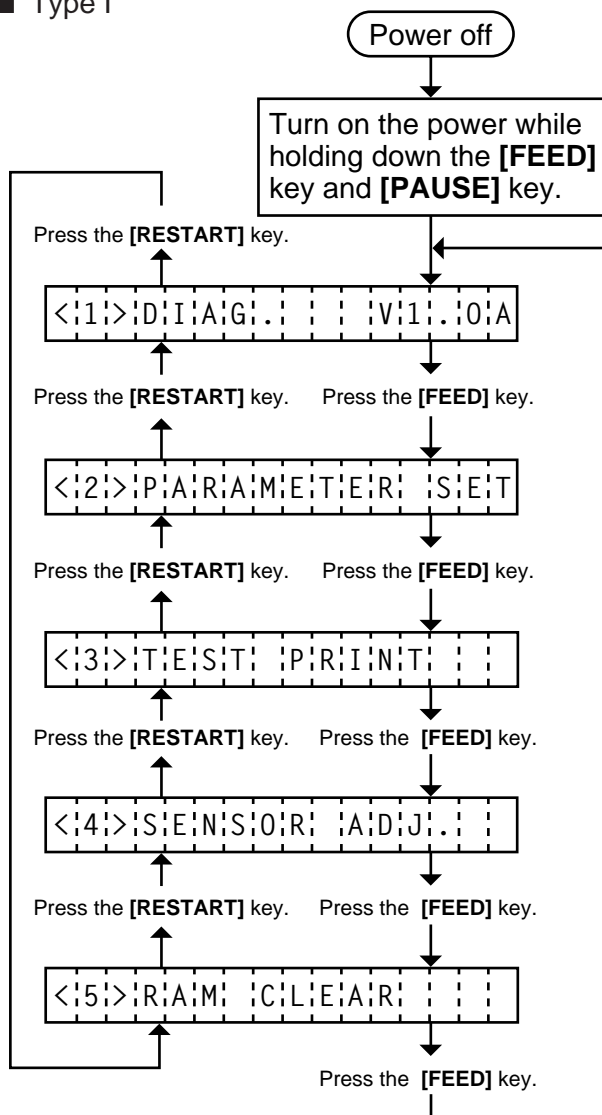 ■ Type I
Power off
Turn on the power while
holding down the [FEED]
key and [PAUSE] key.
Press the [RESTART] key.
<1>DIAG.   V1.0A
Press the [RESTART] key. Press the [FEED] key.
<2>PARAMETER SET
Press the [RESTART] key. Press the [FEED] key.
<3>TEST PRINT
Press the [RESTART] key. Press the [FEED] key.
<4>SENSOR ADJ.
Press the [RESTART] key. Press the [FEED] key.
<5>RAM CLEAR
Press the [FEED] key.